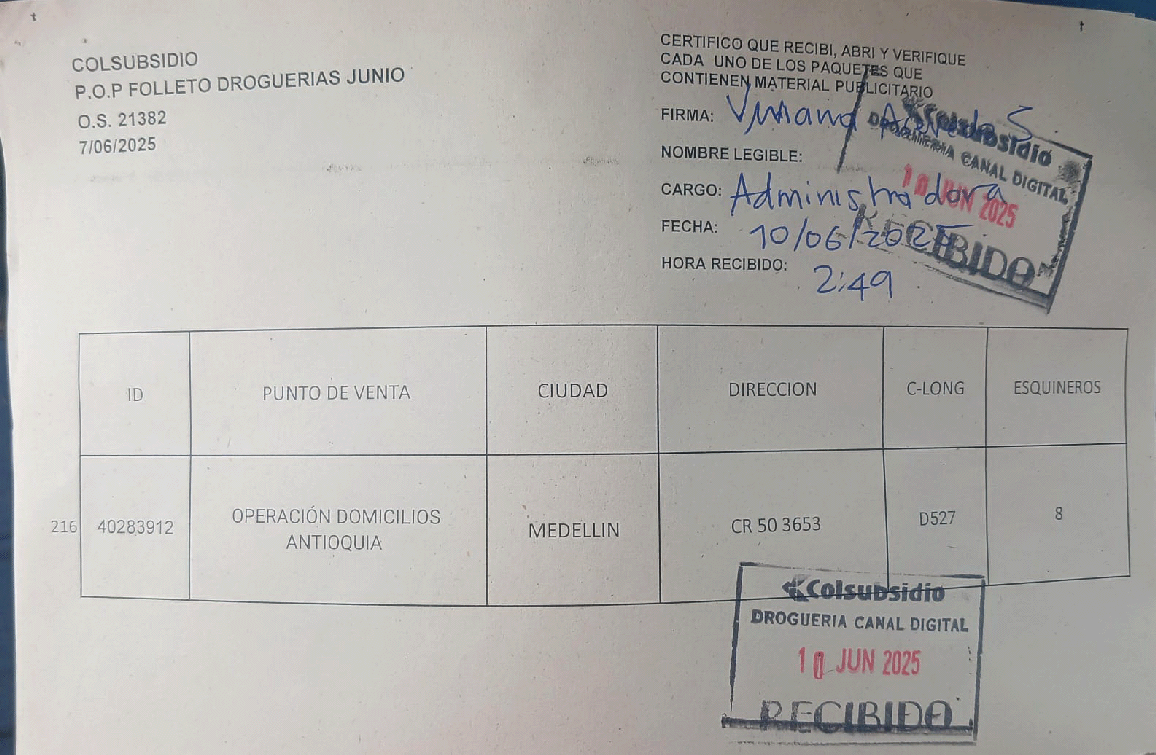 COLSUBSIDIO
P.O.P FOLLETO DROGUERIAS JUNIO
O.S. 21382
7/06/2025
CERTIFICO QUE RECIBI, ABRI Y VERIFIQUE
CADA UNO DE LOS PAQUETES QUE
CONTIENEN MATERIAL PUBLICITARIO
FIRMA: Viviana
NOMBRE LEGIBLE:
CARGO: Administradora
FECHA: 10/06/2025
HORA RECIBIDO: 2:49
Colsubsidio
DROGUERIA CANAL DIGITAL
10 JUN 2025
RECIBIDO
ID PUNTO DE VENTA CIUDAD DIRECCION C-LONG ESQUINEROS
216 40283912 OPERACIÓN DOMICILIOS ANTIOQUIA MEDELLIN CR 50 3653 D527 8
Colsubsidio
DROGUERIA CANAL DIGITAL
10 JUN 2025
RECIBIDO